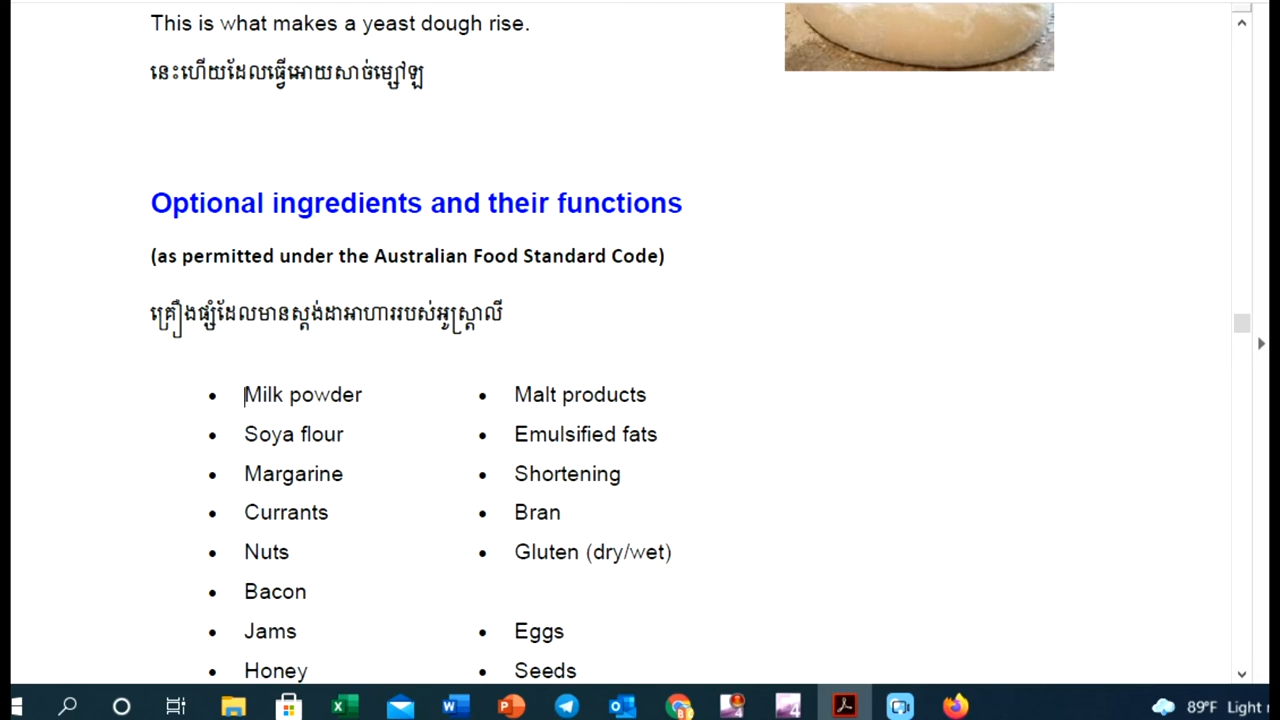 This is what makes a yeast dough rise.
នេះហើយដែលធ្វើអោយសាច់ម្សៅឡ
Optional ingredients and their functions
(as permitted under the Australian Food Standard Code)
គ្រឿងផ្សំដែលមានស្តង់ដាអាហាររបស់អូស្ត្រាលី
• Milk powder • Malt products
• Soya flour • Emulsified fats
• Margarine • Shortening
• Currants • Bran
• Nuts • Gluten (dry/wet)
• Bacon
• Jams • Eggs
• Honey • Seeds
89°F Light